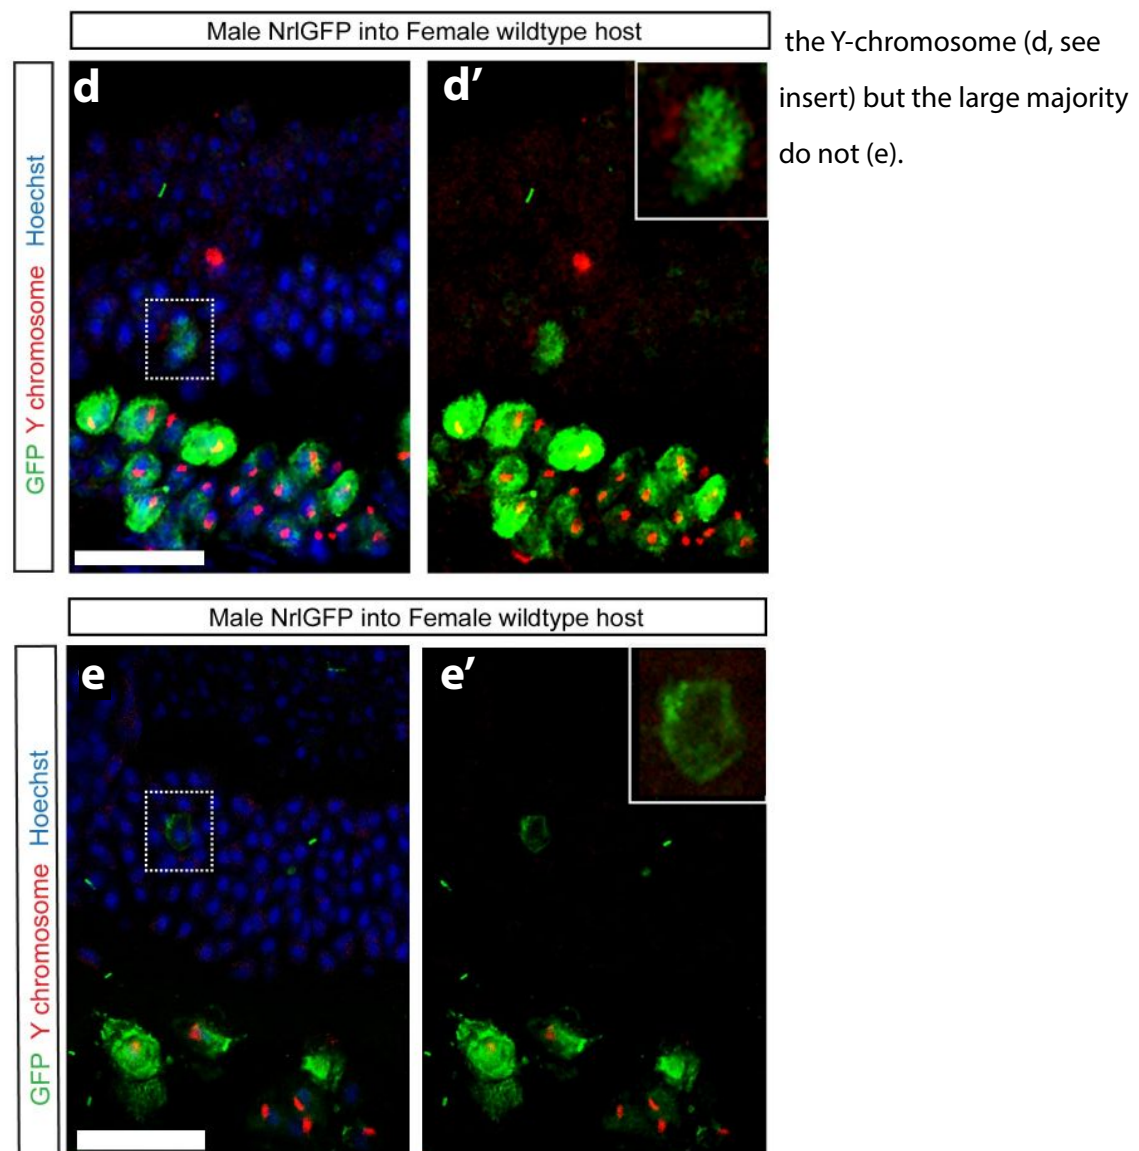 Male NrlGFP into Female wildtype host
the Y-chromosome (d, see
insert) but the large majority
do not (e).
GFP Y chromosome Hoechst
d
d’
Male NrlGFP into Female wildtype host
GFP Y chromosome Hoechst
e
e’